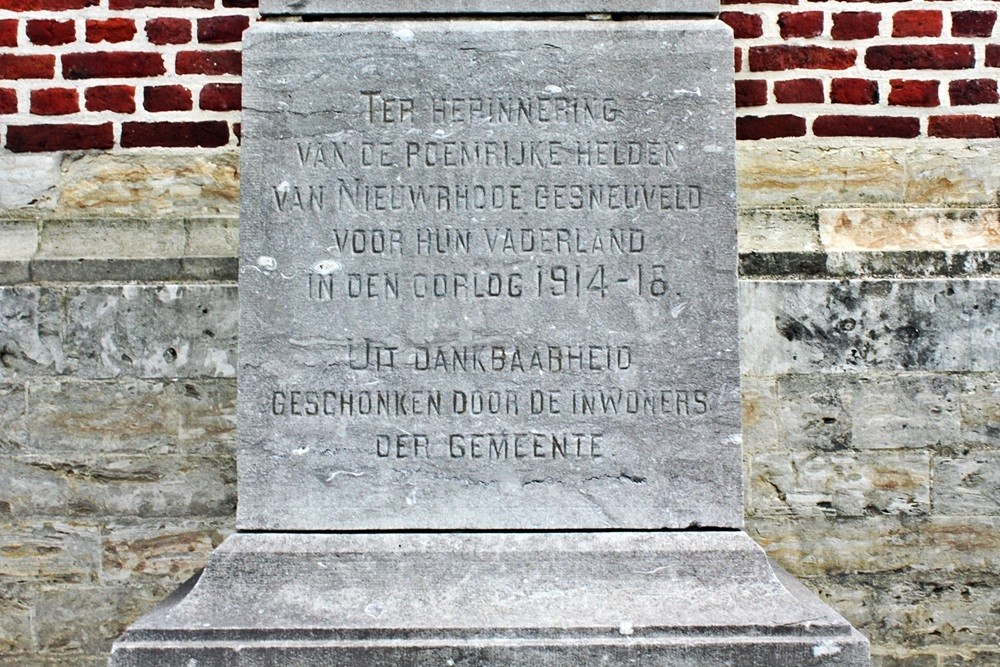 Ter herinnering
van de roemrijke helden
van Nieuwrhode gesneuveld
voor hun vaderland
in den oorlog 1914-18.
Uit dankbaarheid
geschonken door de inwoners
der gemeente.